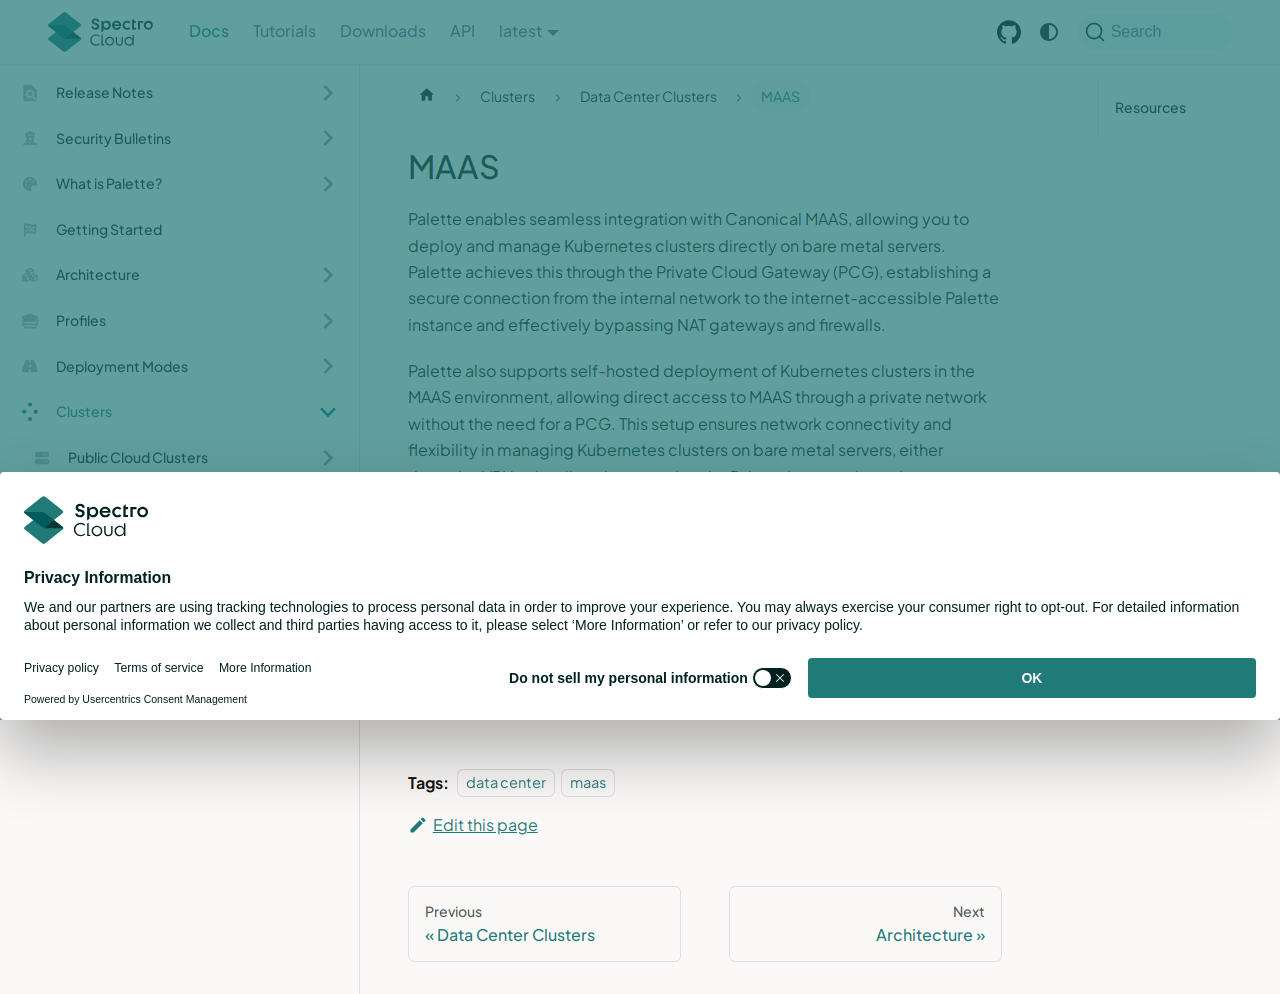 Spectro Cloud
Docs
Tutorials
Downloads
API
latest
Search
Release Notes
Security Bulletins
What is Palette?
Getting Started
Architecture
Profiles
Deployment Modes
Clusters
Public Cloud Clusters
Clusters
Data Center Clusters
MAAS
Resources
MAAS
Palette enables seamless integration with Canonical MAAS, allowing you to
deploy and manage Kubernetes clusters directly on bare metal servers.
Palette achieves this through the Private Cloud Gateway (PCG), establishing a
secure connection from the internal network to the internet-accessible Palette
instance and effectively bypassing NAT gateways and firewalls.
Palette also supports self-hosted deployment of Kubernetes clusters in the
MAAS environment, allowing direct access to MAAS through a private network
without the need for a PCG. This setup ensures network connectivity and
flexibility in managing Kubernetes clusters on bare metal servers, either
Spectro Cloud
Privacy Information
We and our partners are using tracking technologies to process personal data in order to improve your experience. You may always exercise your consumer right to opt-out. For detailed information
about personal information we collect and third parties having access to it, please select ‘More Information’ or refer to our privacy policy.
Privacy policy
Terms of service
More Information
Powered by Usercentrics Consent Management
Do not sell my personal information
OK
Tags:
data center
maas
Edit this page
Previous
« Data Center Clusters
Next
Architecture »